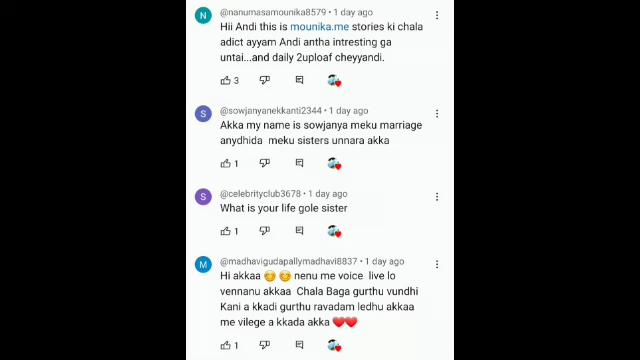 @nanumasamounika8579 • 1 day ago
Hii Andi this is mounika.me stories ki chala
adict ayyam Andi antha intresting ga
untai...and daily 2uploaf cheyyandi.
3
@sowjanyanekkanti2344 • 1 day ago
Akka my name is sowjanya meku marriage
anydhida meku sisters unnara akka
1
@celebrityclub3678 • 1 day ago
What is your life gole sister
1
@madhavigudapallymadhavi8837 • 1 day ago
Hi akkaa 😊 😊 nenu me voice live lo
vennanu akkaa Chala Baga gurthu vundhi
Kani a kkadi gurthu ravadam ledhu akkaa
me vilege a kkada akka ❤️❤️
1